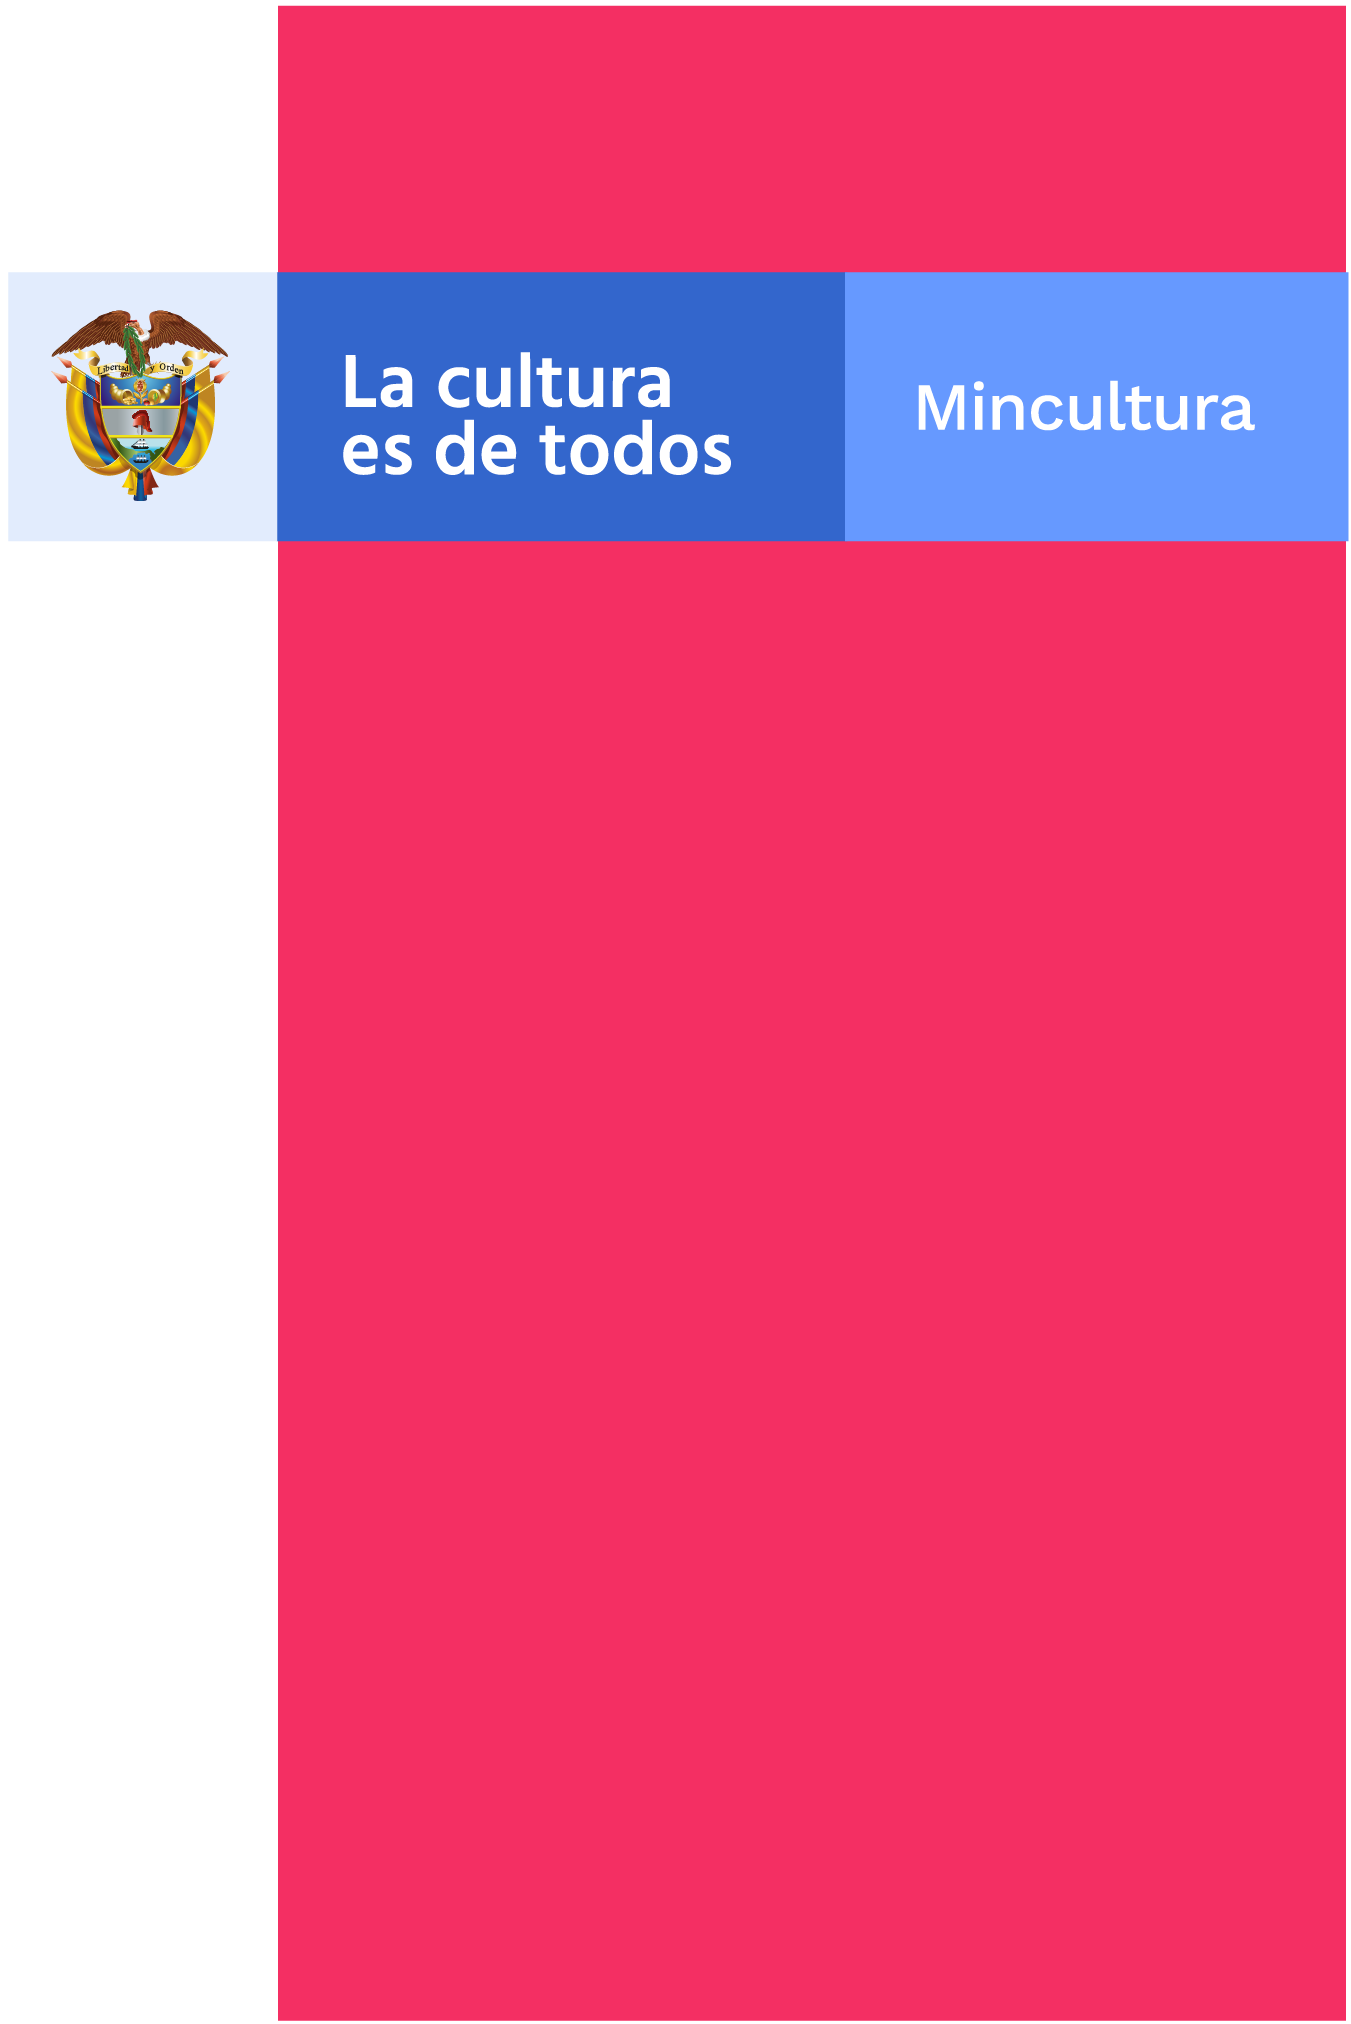 Libertad y Orden
La cultura
es de todos
Mincultura